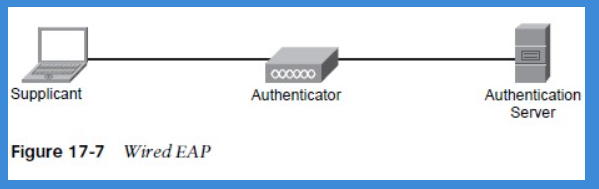 Supplicant
Authenticator
Authentication
Server
Figure 17-7 Wired EAP